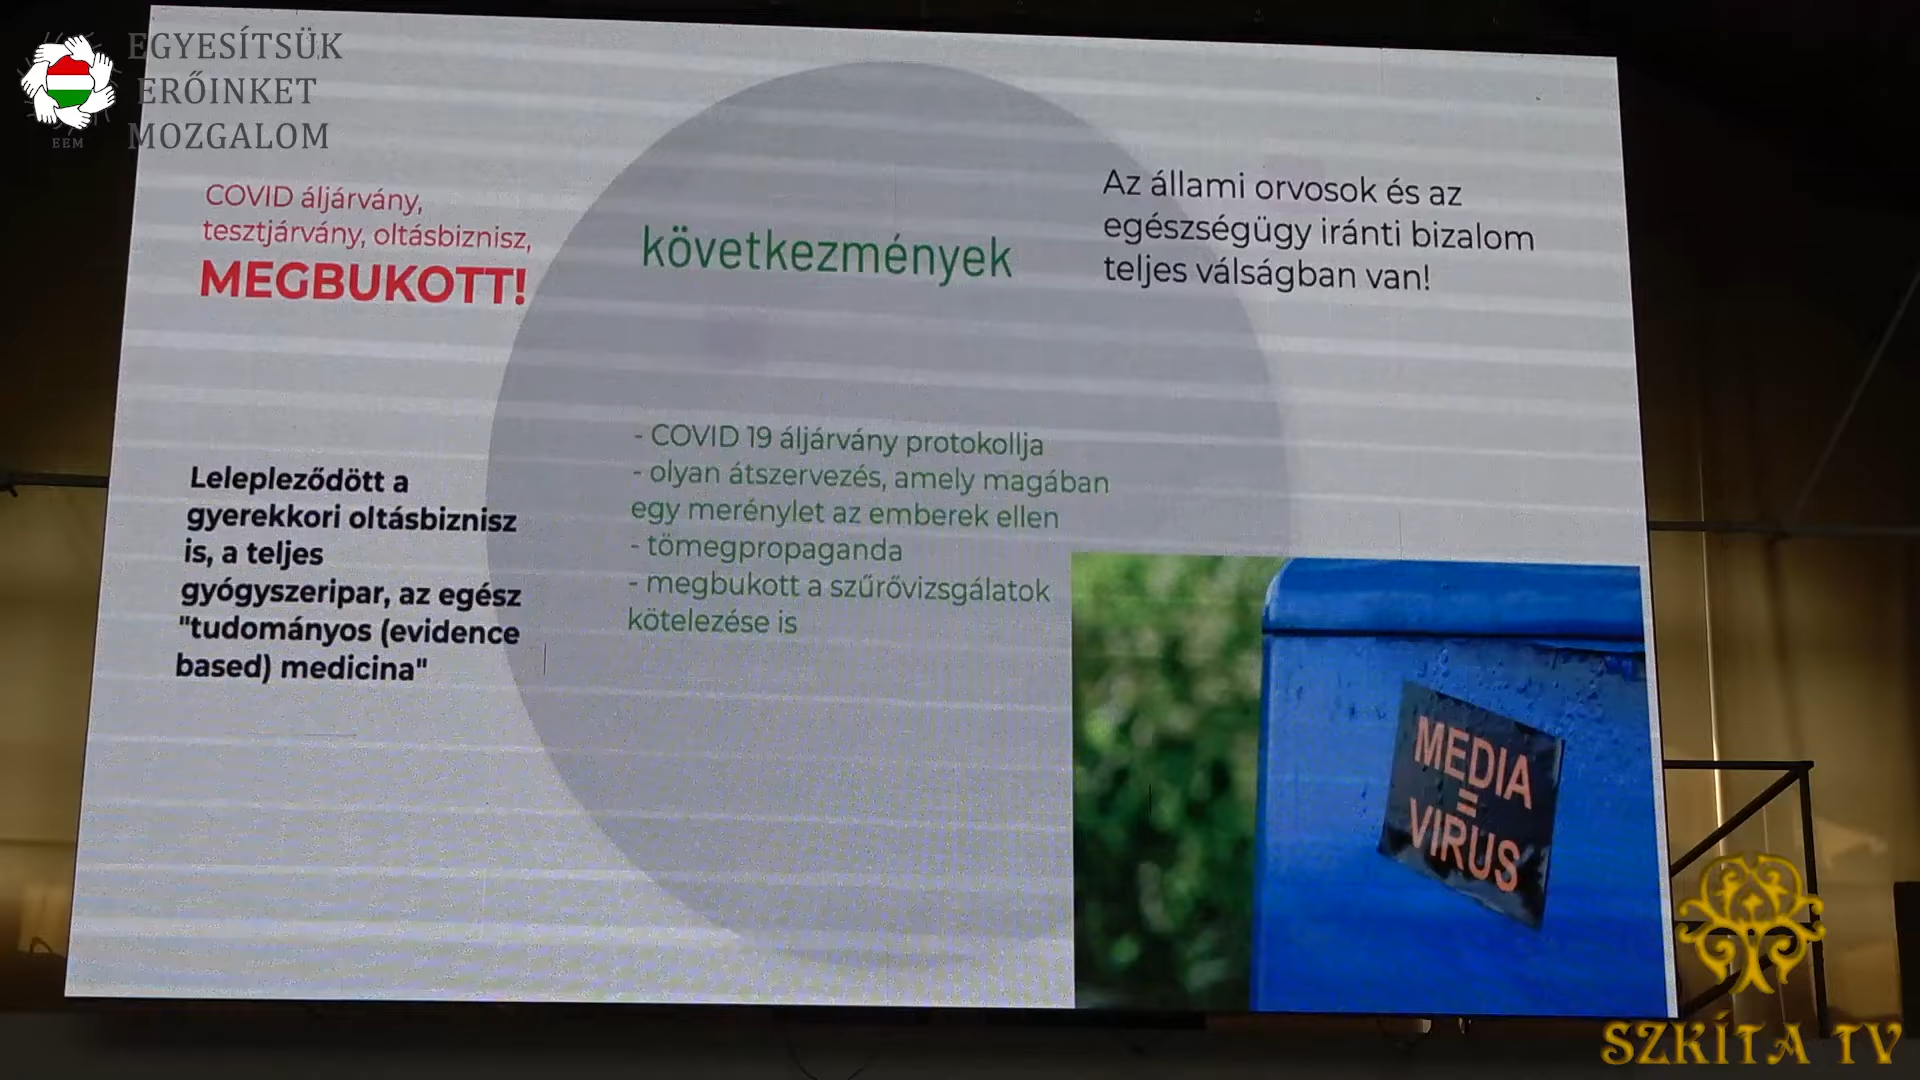 EGYESÍTSÜK
ERŐINKET
MOZGALOM
EEM
COVID áljárvány,
tesztjárvány, oltásbiznisz,
MEGBUKOTT!
következmények
Az állami orvosok és az
egészségügy iránti bizalom
teljes válságban van!
Lelepleződött a
gyerekkori oltásbiznisz
is, a teljes
gyógyszeripar, az egész
"tudományos (evidence
based) medicina"
- COVID 19 áljárvány protokollja
- olyan átszervezés, amely magában
egy merénylet az emberek ellen
- tömegpropaganda
- megbukott a szűrővizsgálatok
kötelezése is
MEDIA
=
VIRUS
SZKÍTA TV